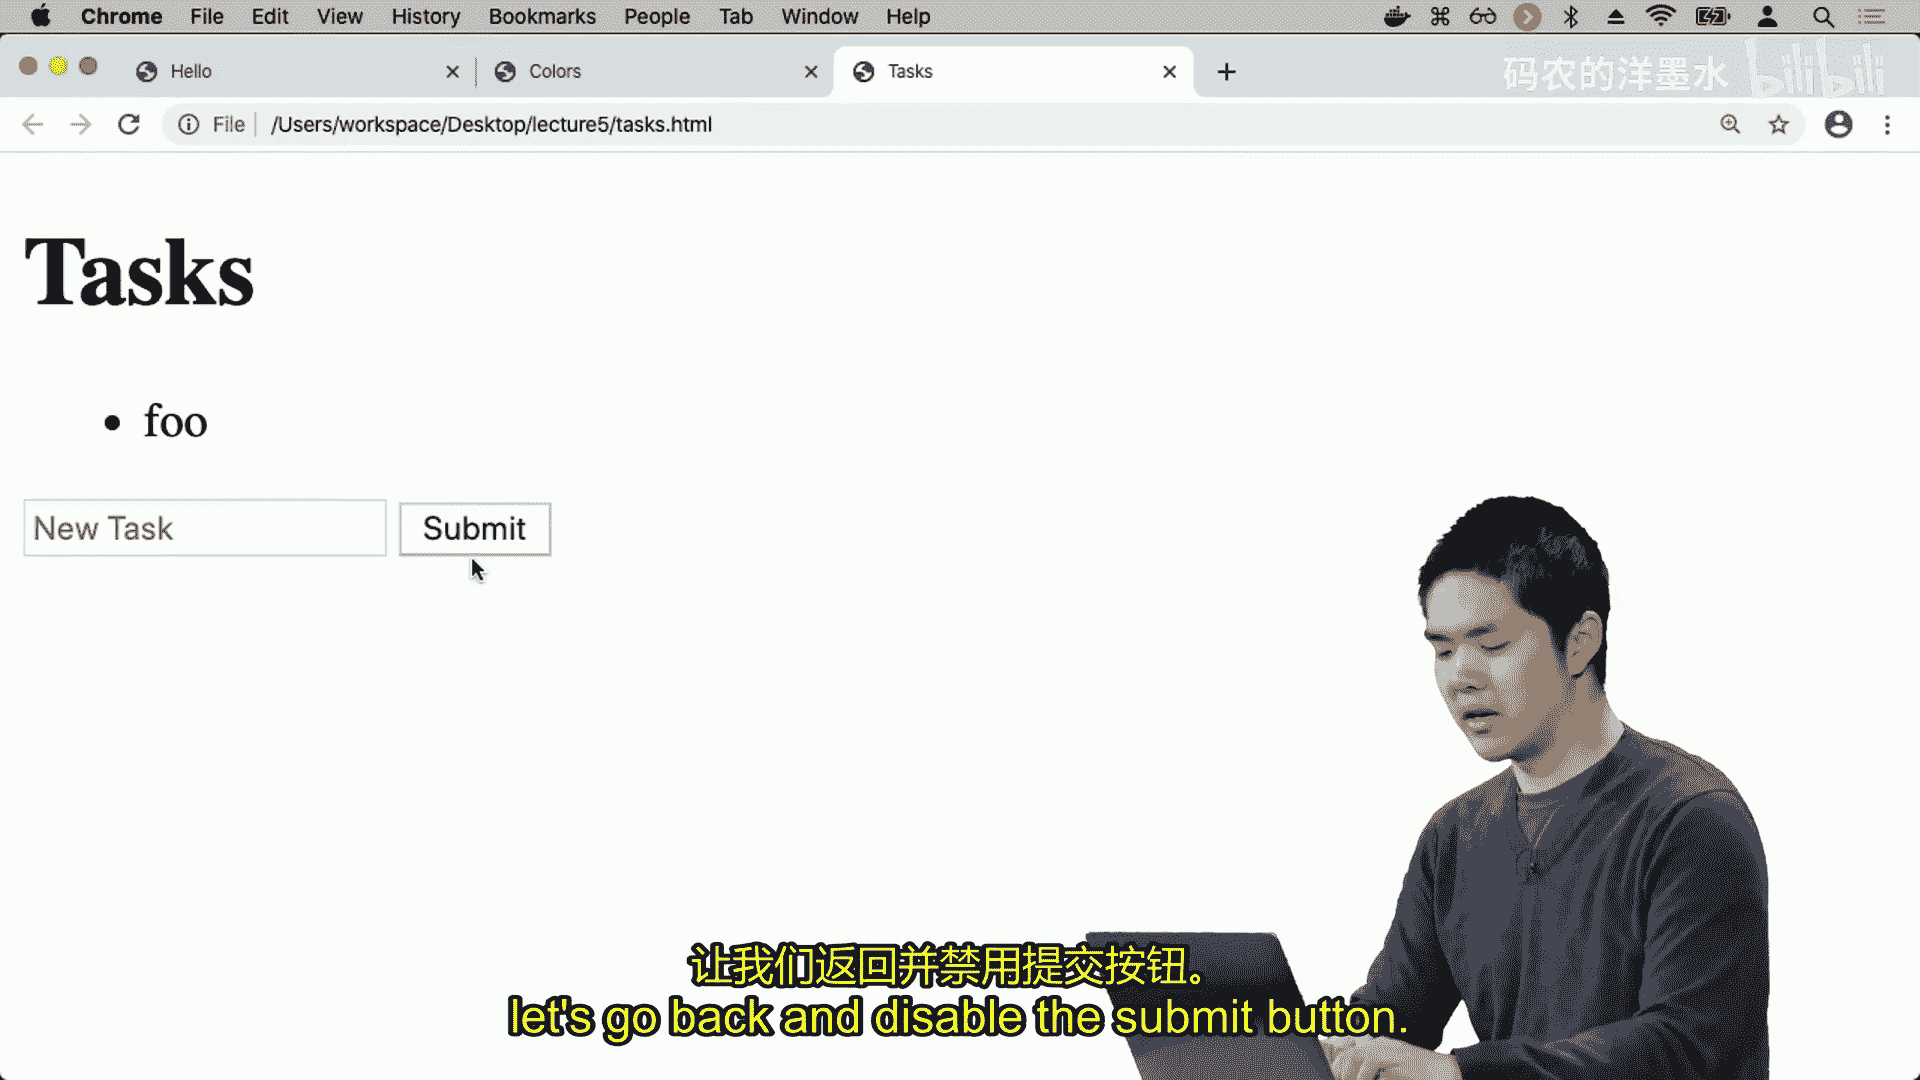 Chrome File Edit View History Bookmarks People Tab Window Help
Hello
Colors
Tasks
码农的洋墨水 bilibili
File /Users/workspace/Desktop/lecture5/tasks.html
Tasks
foo
New Task Submit
让我们返回并禁用提交按钮。
let's go back and disable the submit button.